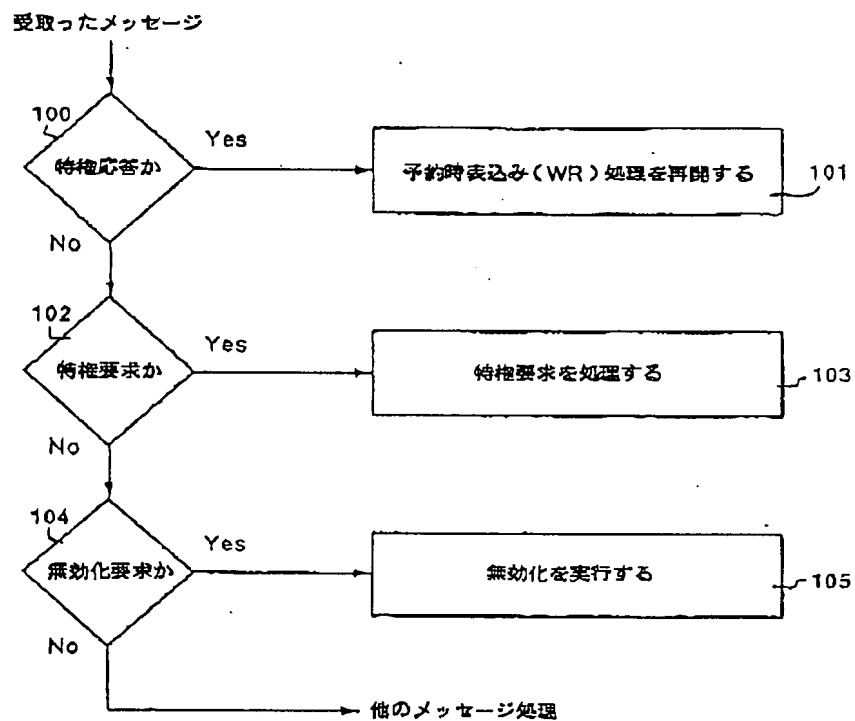 受取ったメッセージ
100
特権応答か
Yes
予約時表込み(WR)処理を再開する
101
No
102
特権要求か
Yes
特権要求を処理する
103
No
104
無効化要求か
Yes
無効化を実行する
105
No
他のメッセージ処理